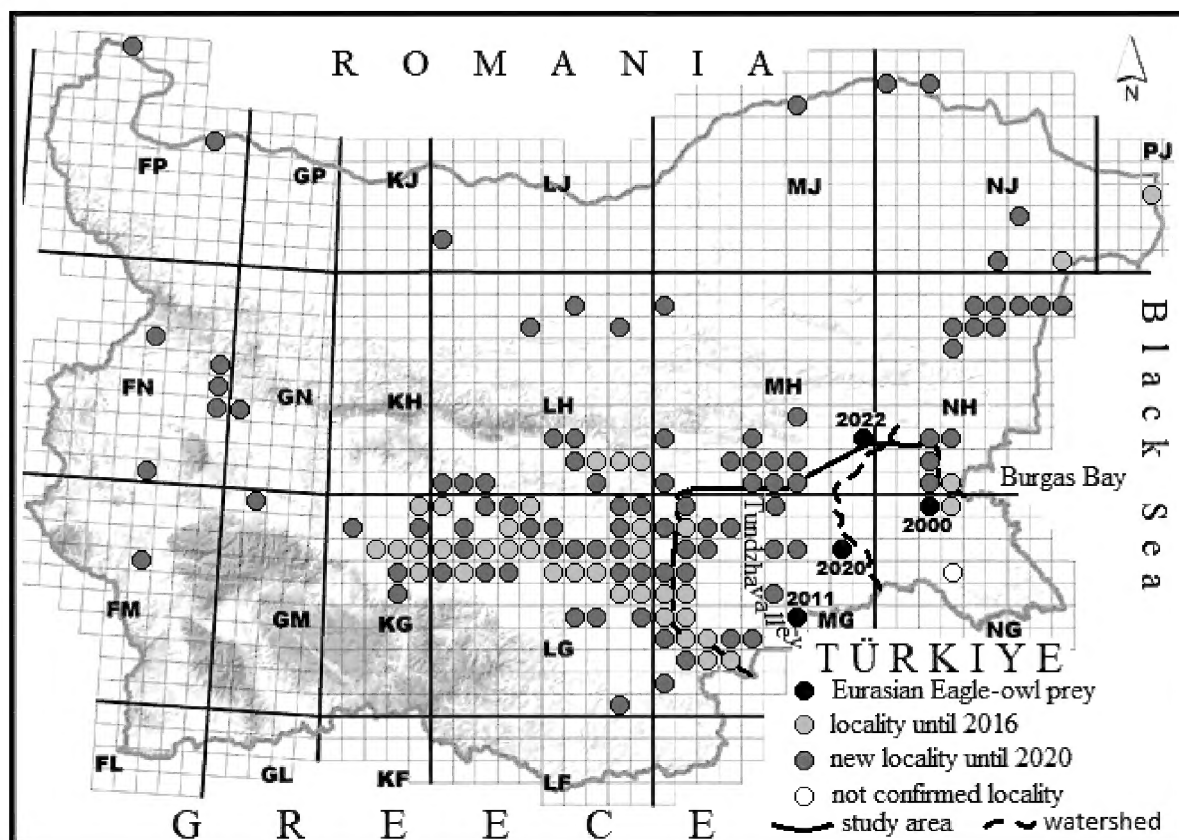 R O M A N I A
N
FP
GP
KJ
LJ
MJ
NJ
PJ
FN
GN
KH
LH
MH
NH
2022
Black Sea
Burgas Bay
2000
Tundzha valley
2020
2011
FM
GM
KG
LG
MG
NG
TÜRKIYE
Eurasian Eagle-owl prey
locality until 2016
new locality until 2020
not confirmed locality
study area
watershed
FL
GL
KF
LF
G R E E C E